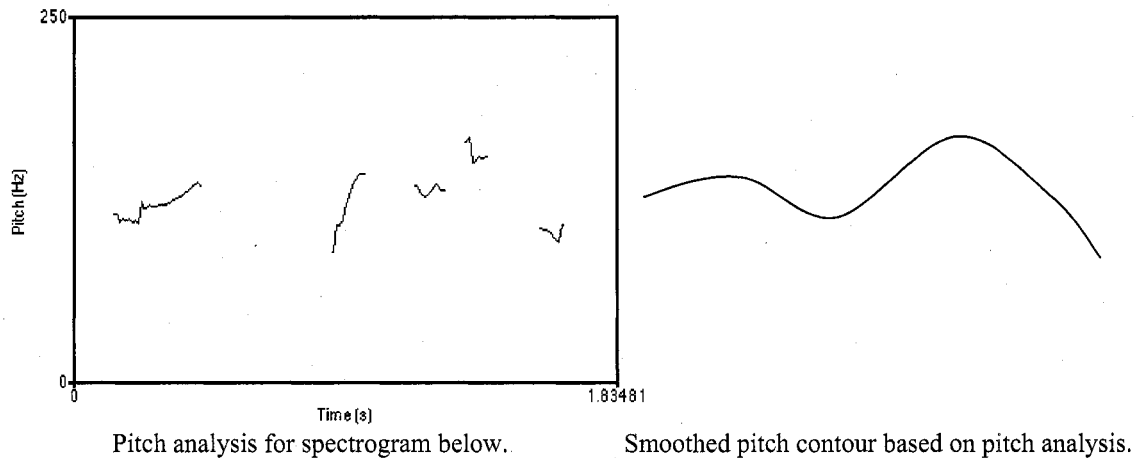 250
Pitch (Hz)
0
0
1.83481
Time (s)
Pitch analysis for spectrogram below.
Smoothed pitch contour based on pitch analysis.